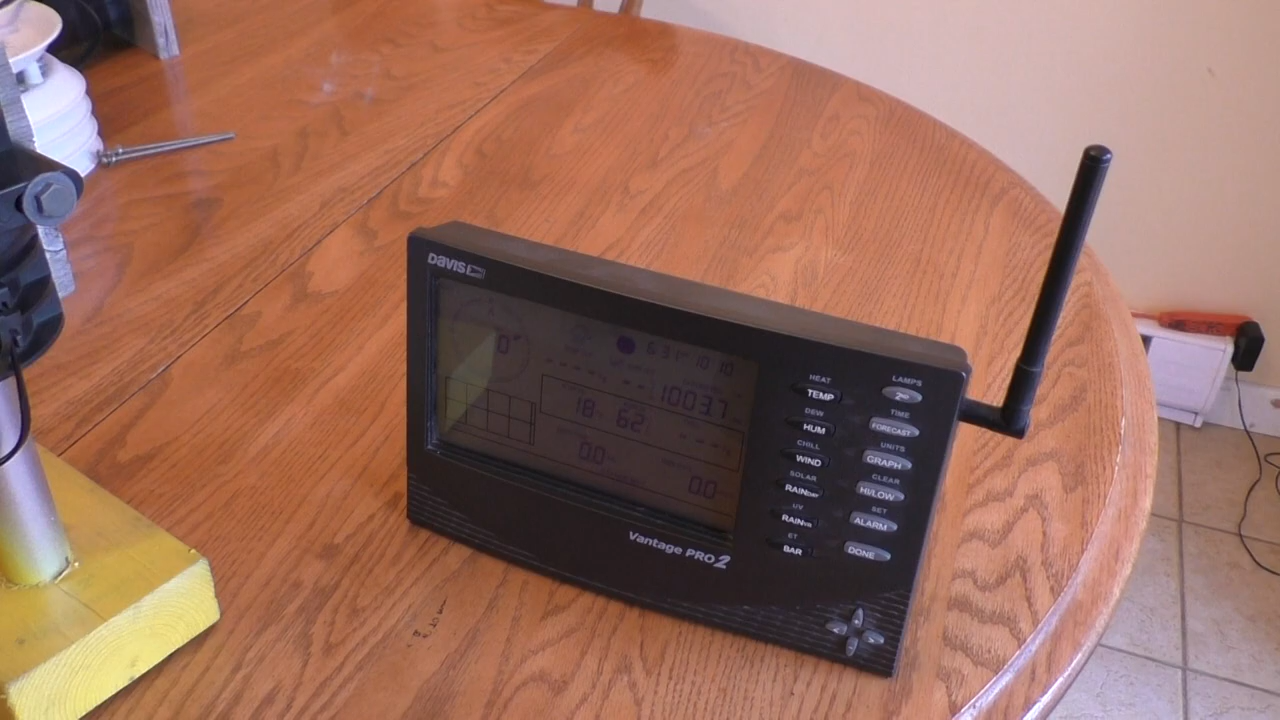 DAVIS
0°
6:31 10 10
1003.7
18 62
0.0
0.0
Vantage PRO2
HEAT
TEMP
DEW
HUM
CHILL
WIND
SOLAR
RAINDAY
UV
RAINYR
ET
BAR
LAMPS
2ND
TIME
FORECAST
UNITS
GRAPH
CLEAR
HI/LOW
SET
ALARM
DONE